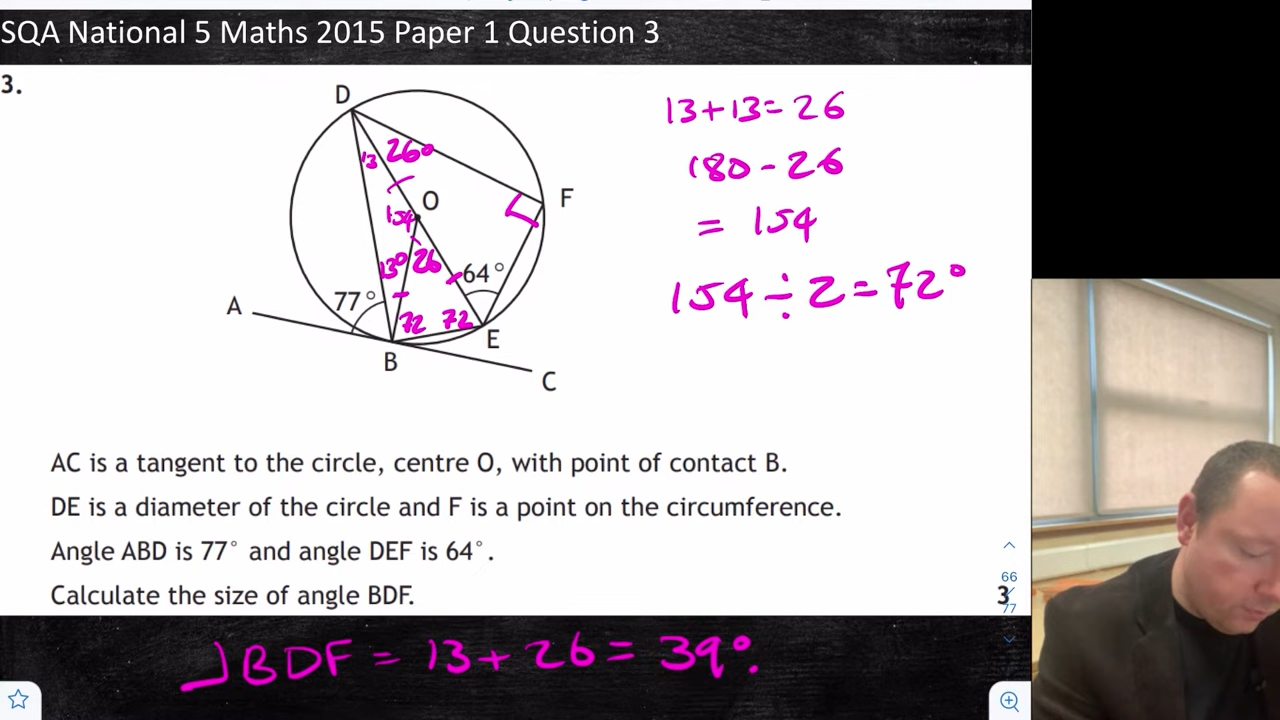 SQA National 5 Maths 2015 Paper 1 Question 3
3.
D
13
26°
O
F
154
13°
26
64°
77°
A
72
72
E
B
C
13+13=26
180-26
= 154
154÷2=72°
AC is a tangent to the circle, centre O, with point of contact B.
DE is a diameter of the circle and F is a point on the circumference.
Angle ABD is 77° and angle DEF is 64°.
Calculate the size of angle BDF.
3
66
/
77
∠BDF = 13+26=39°.